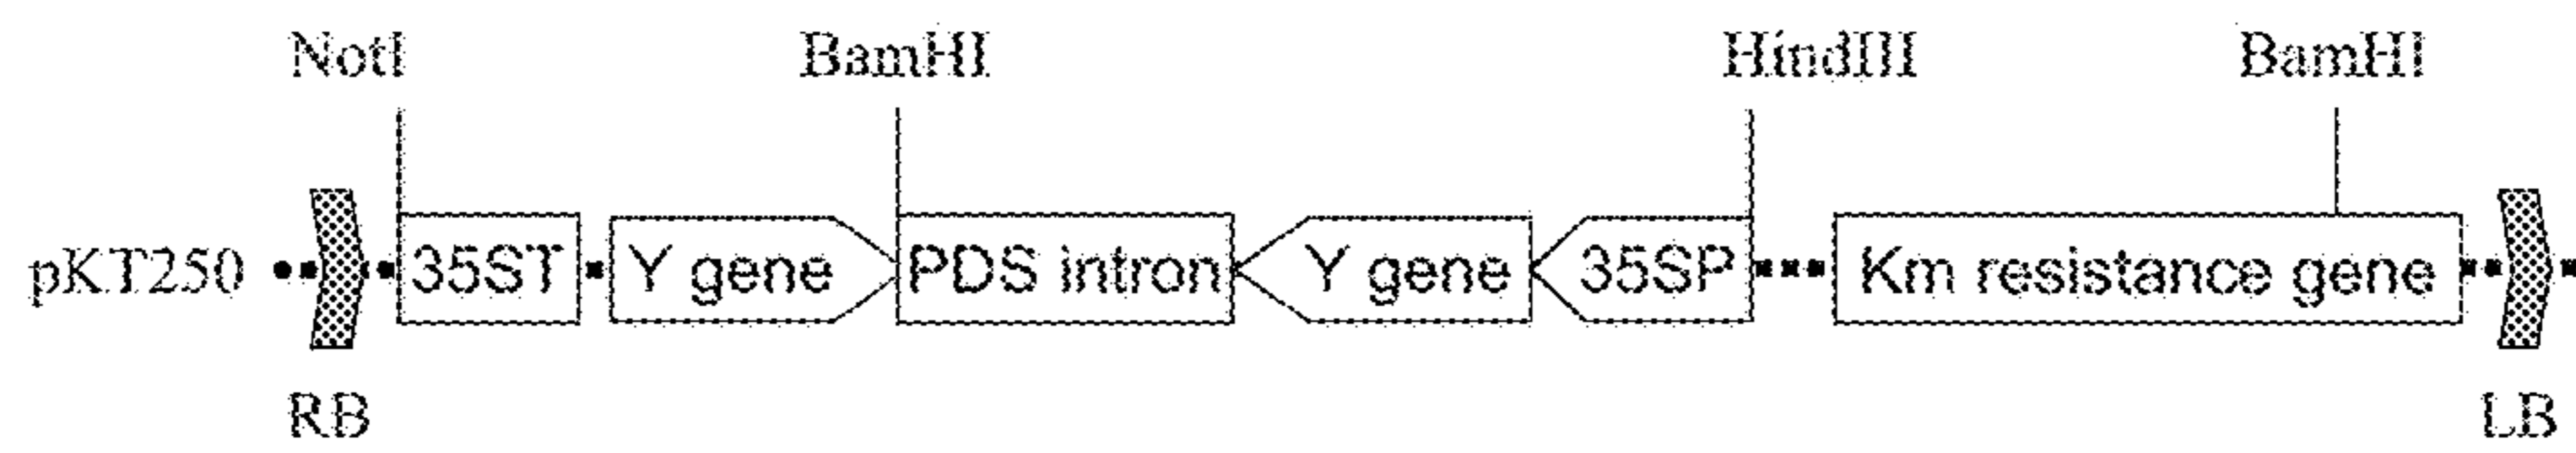 NotI BamHI HindIII BamHI
pKT250 35ST Y gene PDS intron Y gene 35SP Km resistance gene
RB LB